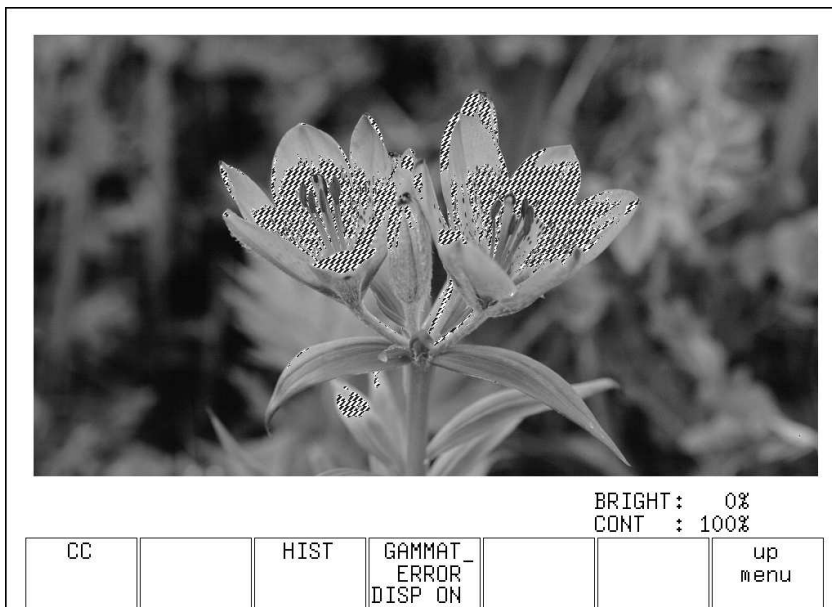 BRIGHT: 0%
CONT : 100%
CC
HIST
GAMMAT_
ERROR
DISP ON
up
menu